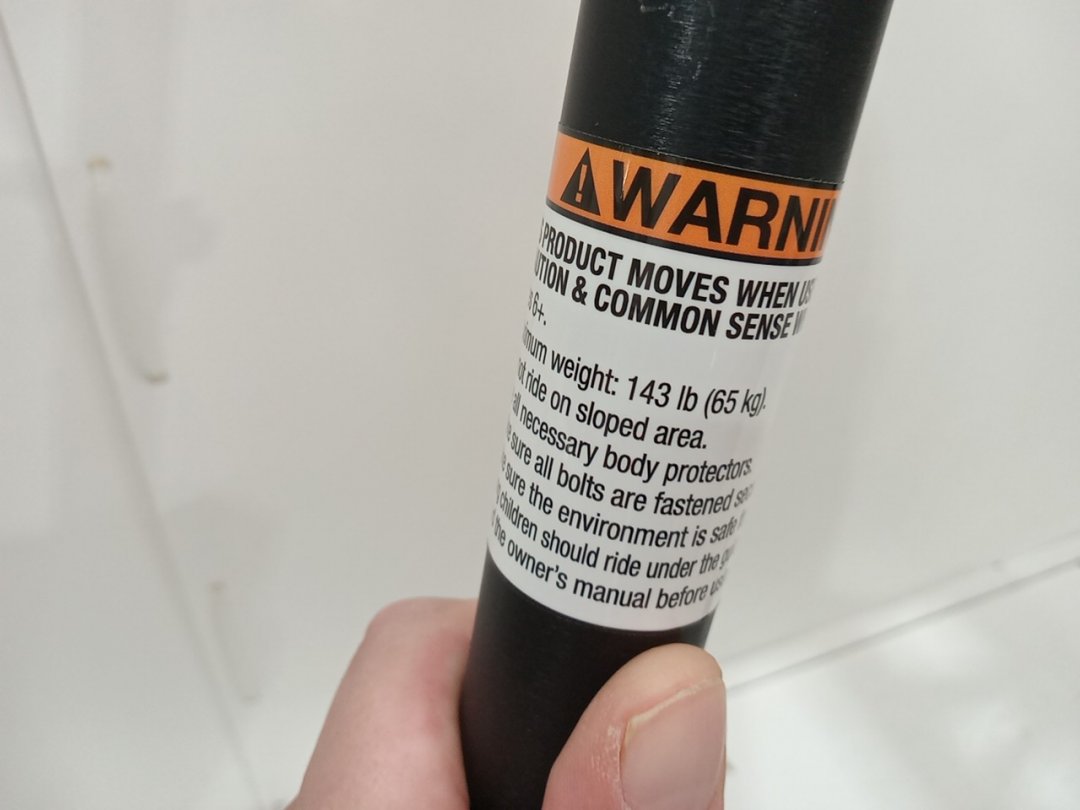 WARNI
PRODUCT MOVES WHEN
& COMMON SENSE
6+.
weight: 143 lb (65 kg).
ride on sloped area.
all necessary body protectors.
sure all bolts are fastened
sure the environment is safe
children should ride under the
the owner's manual before